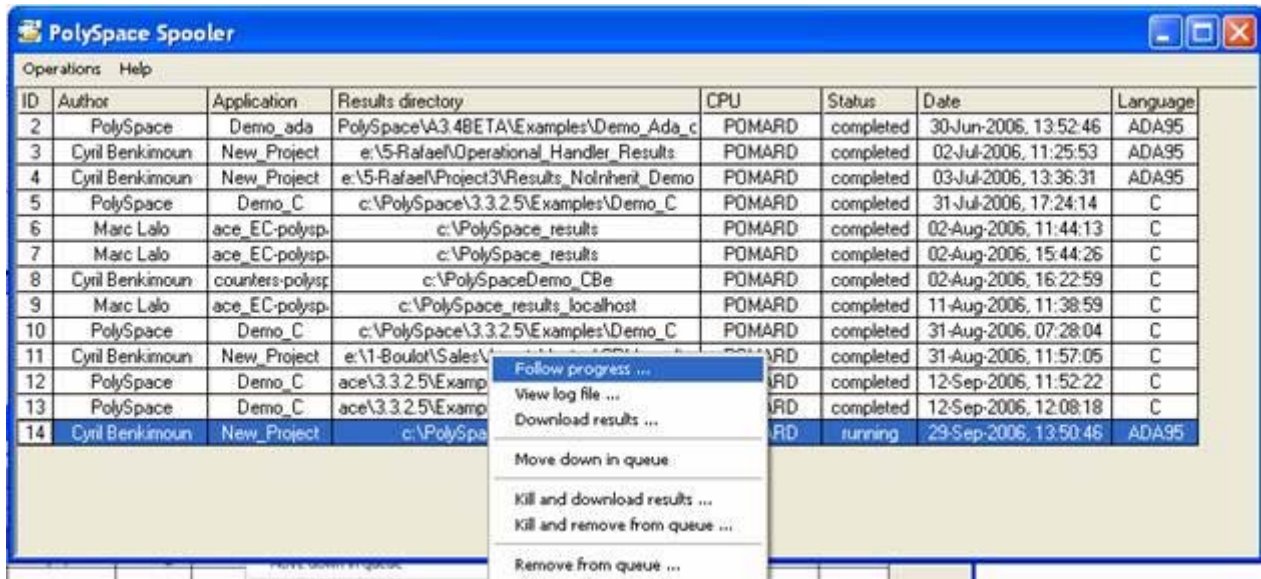 PolySpace Spooler
Operations Help
ID Author Application Results directory CPU Status Date Language
2 PolySpace Demo_ada PolySpace\A3.4BETA\Examples\Demo_Ada_c POMARD completed 30-Jun-2006, 13:52:46 ADA95
3 Cyril Benkimoun New_Project e:\5-Rafael\Operational_Handler_Results POMARD completed 02-Jul-2006, 11:25:53 ADA95
4 Cyril Benkimoun New_Project e:\5-Rafael\Project3\Results_NoInherit_Demo POMARD completed 03-Jul-2006, 13:36:31 ADA95
5 PolySpace Demo_C c:\PolySpace\3.3.2.5\Examples\Demo_C POMARD completed 31-Jul-2006, 17:24:14 C
6 Marc Lalo ace_EC-polysp- c:\PolySpace_results POMARD completed 02-Aug-2006, 11:44:13 C
7 Marc Lalo ace_EC-polysp- c:\PolySpace_results POMARD completed 02-Aug-2006, 15:44:26 C
8 Cyril Benkimoun counters-polysp c:\PolySpaceDemo_CBe POMARD completed 02-Aug-2006, 16:22:59 C
9 Marc Lalo ace_EC-polysp- c:\PolySpace_results_localhost POMARD completed 11-Aug-2006, 11:38:59 C
10 PolySpace Demo_C c:\PolySpace\3.3.2.5\Examples\Demo_C POMARD completed 31-Aug-2006, 07:28:04 C
11 Cyril Benkimoun New_Project e:\1-Boulot\Sales\ completed 31-Aug-2006, 11:57:05 C
12 PolySpace Demo_C ace\3.3.2.5\Examp ARD completed 12-Sep-2006, 11:52:22 C
13 PolySpace Demo_C ace\3.3.2.5\Examp ARD completed 12-Sep-2006, 12:08:18 C
14 Cyril Benkimoun New_Project c:\PolySpa ARD running 29-Sep-2006, 13:50:46 ADA95
Follow progress ...
View log file ...
Download results ...
Move down in queue
Kill and download results ...
Kill and remove from queue ...
Remove from queue ...